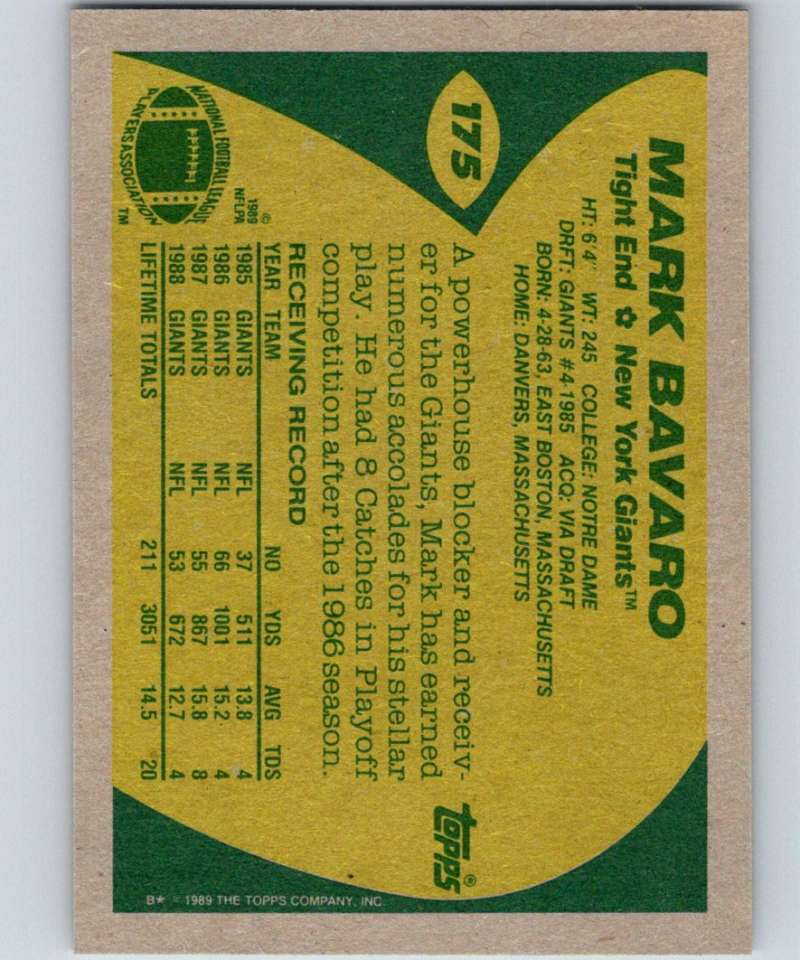 175
MARK BAVARO
Tight End ✩ New York Giants™
HT: 6'4" WT: 245 COLLEGE: NOTRE DAME
DRFT: GIANTS #4-1985 ACQ: VIA DRAFT
BORN: 4-28-63, EAST BOSTON, MASSACHUSETTS
HOME: DANVERS, MASSACHUSETTS
A powerhouse blocker and receiv-
er for the Giants, Mark has earned
numerous accolades for his stellar
play. He had 8 Catches in Playoff
competition after the 1986 season.
RECEIVING RECORD
YEAR TEAM NO YDS AVG TDS
1985 GIANTS NFL 37 511 13.8 4
1986 GIANTS NFL 66 1001 15.2 4
1987 GIANTS NFL 55 867 15.8 8
1988 GIANTS NFL 53 672 12.7 4
LIFETIME TOTALS 211 3051 14.5 20
NATIONAL FOOTBALL LEAGUE
PLAYERS ASSOCIATION
TM
©
1989
NFLPA
TOPPS®
B★ © 1989 THE TOPPS COMPANY, INC.